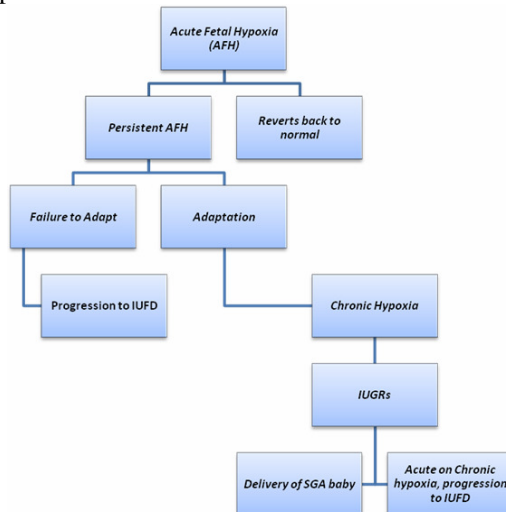 Acute Fetal Hypoxia
(AFH)
Persistent AFH
Reverts back to
normal
Failure to Adapt
Adaptation
Progression to IUFD
Chronic Hypoxia
IUGRs
Delivery of SGA baby
Acute on Chronic
hypoxia, progression
to IUFD